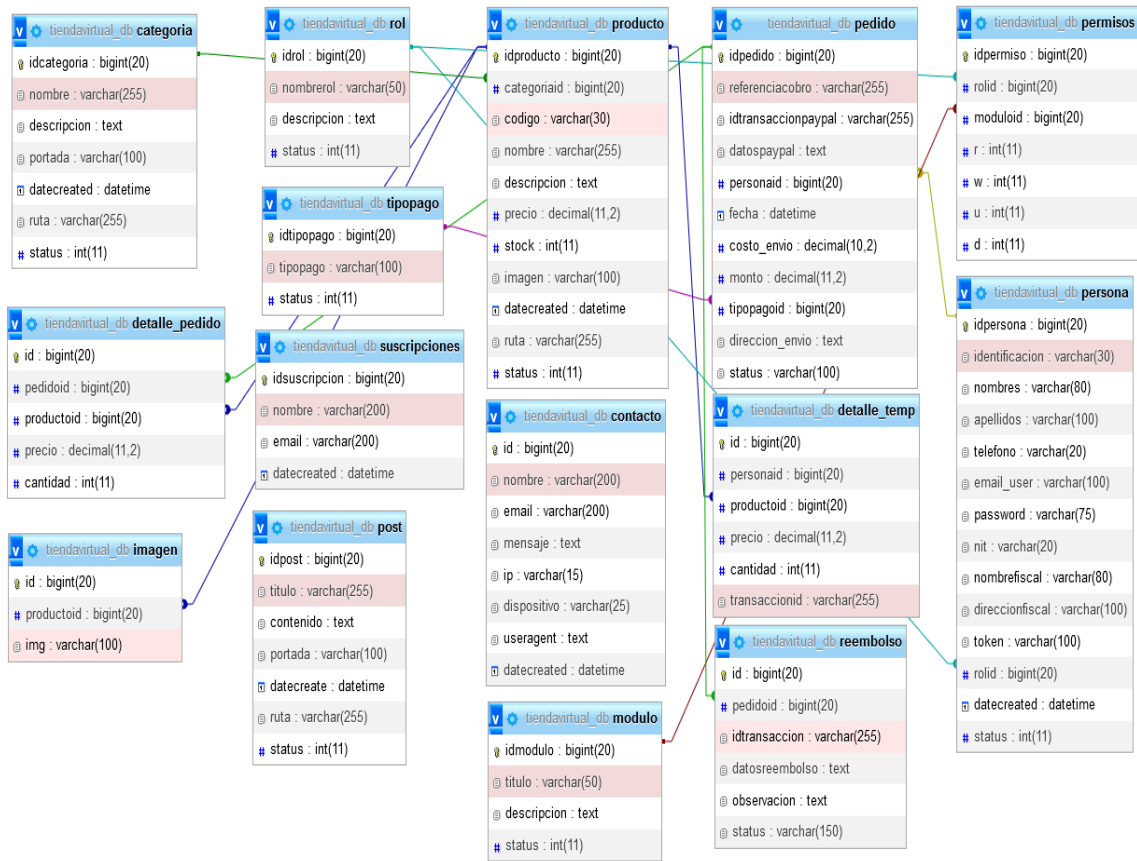 tiendavirtual_db categoria
idcategoria : bigint(20)
nombre : varchar(255)
descripcion : text
portada : varchar(100)
datecreated : datetime
ruta : varchar(255)
status : int(11)
tiendavirtual_db rol
idrol : bigint(20)
nombrerol : varchar(50)
descripcion : text
status : int(11)
tiendavirtual_db producto
idproducto : bigint(20)
categoriaid : bigint(20)
codigo : varchar(30)
nombre : varchar(255)
descripcion : text
precio : decimal(11,2)
stock : int(11)
imagen : varchar(100)
datecreated : datetime
ruta : varchar(255)
status : int(11)
tiendavirtual_db pedido
idpedido : bigint(20)
referenciacobro : varchar(255)
idtransaccionpaypal : varchar(255)
datospaypal : text
personaid : bigint(20)
fecha : datetime
costo_envio : decimal(10,2)
monto : decimal(11,2)
tipopagoid : bigint(20)
direccion_envio : text
status : varchar(100)
tiendavirtual_db permisos
idpermiso : bigint(20)
rolid : bigint(20)
moduloid : bigint(20)
r : int(11)
w : int(11)
u : int(11)
d : int(11)
tiendavirtual_db tipopago
idtipopago : bigint(20)
tipopago : varchar(100)
status : int(11)
tiendavirtual_db persona
idpersona : bigint(20)
identificacion : varchar(30)
nombres : varchar(80)
apellidos : varchar(100)
telefono : varchar(20)
email_user : varchar(100)
password : varchar(75)
nit : varchar(20)
nombrefiscal : varchar(80)
direccionfiscal : varchar(100)
token : varchar(100)
rolid : bigint(20)
datecreated : datetime
status : int(11)
tiendavirtual_db detalle_pedido
id : bigint(20)
pedidoid : bigint(20)
productoid : bigint(20)
precio : decimal(11,2)
cantidad : int(11)
tiendavirtual_db suscripciones
idsuscripcion : bigint(20)
nombre : varchar(200)
email : varchar(200)
datecreated : datetime
tiendavirtual_db contacto
id : bigint(20)
nombre : varchar(200)
email : varchar(200)
mensaje : text
ip : varchar(15)
dispositivo : varchar(25)
useragent : text
datecreated : datetime
tiendavirtual_db detalle_temp
id : bigint(20)
personaid : bigint(20)
productoid : bigint(20)
precio : decimal(11,2)
cantidad : int(11)
transaccionid : varchar(255)
tiendavirtual_db imagen
id : bigint(20)
productoid : bigint(20)
img : varchar(100)
tiendavirtual_db post
idpost : bigint(20)
titulo : varchar(255)
contenido : text
portada : varchar(100)
datecreate : datetime
ruta : varchar(255)
status : int(11)
tiendavirtual_db modulo
idmodulo : bigint(20)
titulo : varchar(50)
descripcion : text
status : int(11)
tiendavirtual_db reembolso
id : bigint(20)
pedidoid : bigint(20)
idtransaccion : varchar(255)
datosreembolso : text
observacion : text
status : varchar(150)